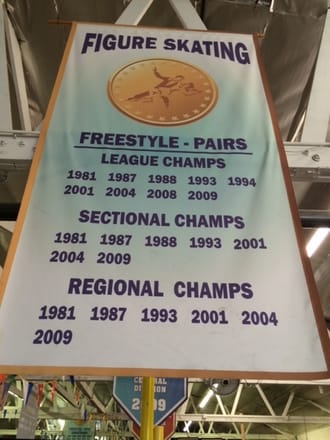 FIGURE SKATING
FREESTYLE - PAIRS
LEAGUE CHAMPS
1981 1987 1988 1993 1994
2001 2004 2008 2009
SECTIONAL CHAMPS
1981 1987 1988 1993 2001
2004 2009
REGIONAL CHAMPS
1981 1987 1993 2001 2004
2009
CENTRAL
DIVISION